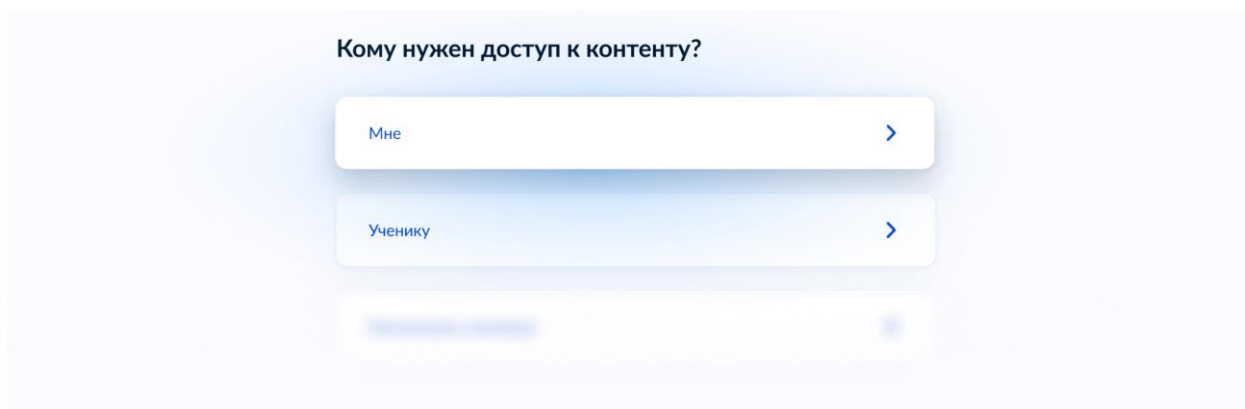 Кому нужен доступ к контенту?
Мне
Ученику